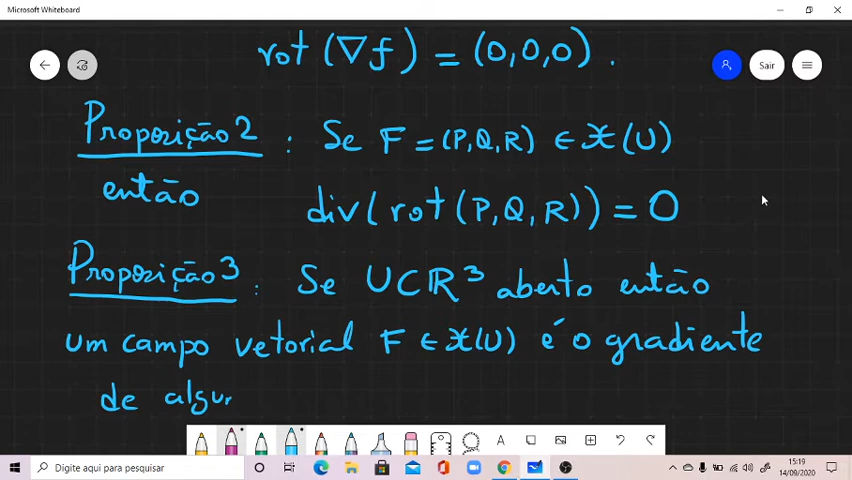 Microsoft Whiteboard
rot (∇f) = (0,0,0).
Sair
Proposição 2 : Se F = (P,Q,R) ∈ 𝔛(U)
então div( rot (P,Q,R)) = 0
Proposição 3 : Se U⊂ℝ³ aberto então
um campo vetorial F ∈ 𝔛(U) é o gradiente
de algur
Digite aqui para pesquisar
15:19
14/09/2020